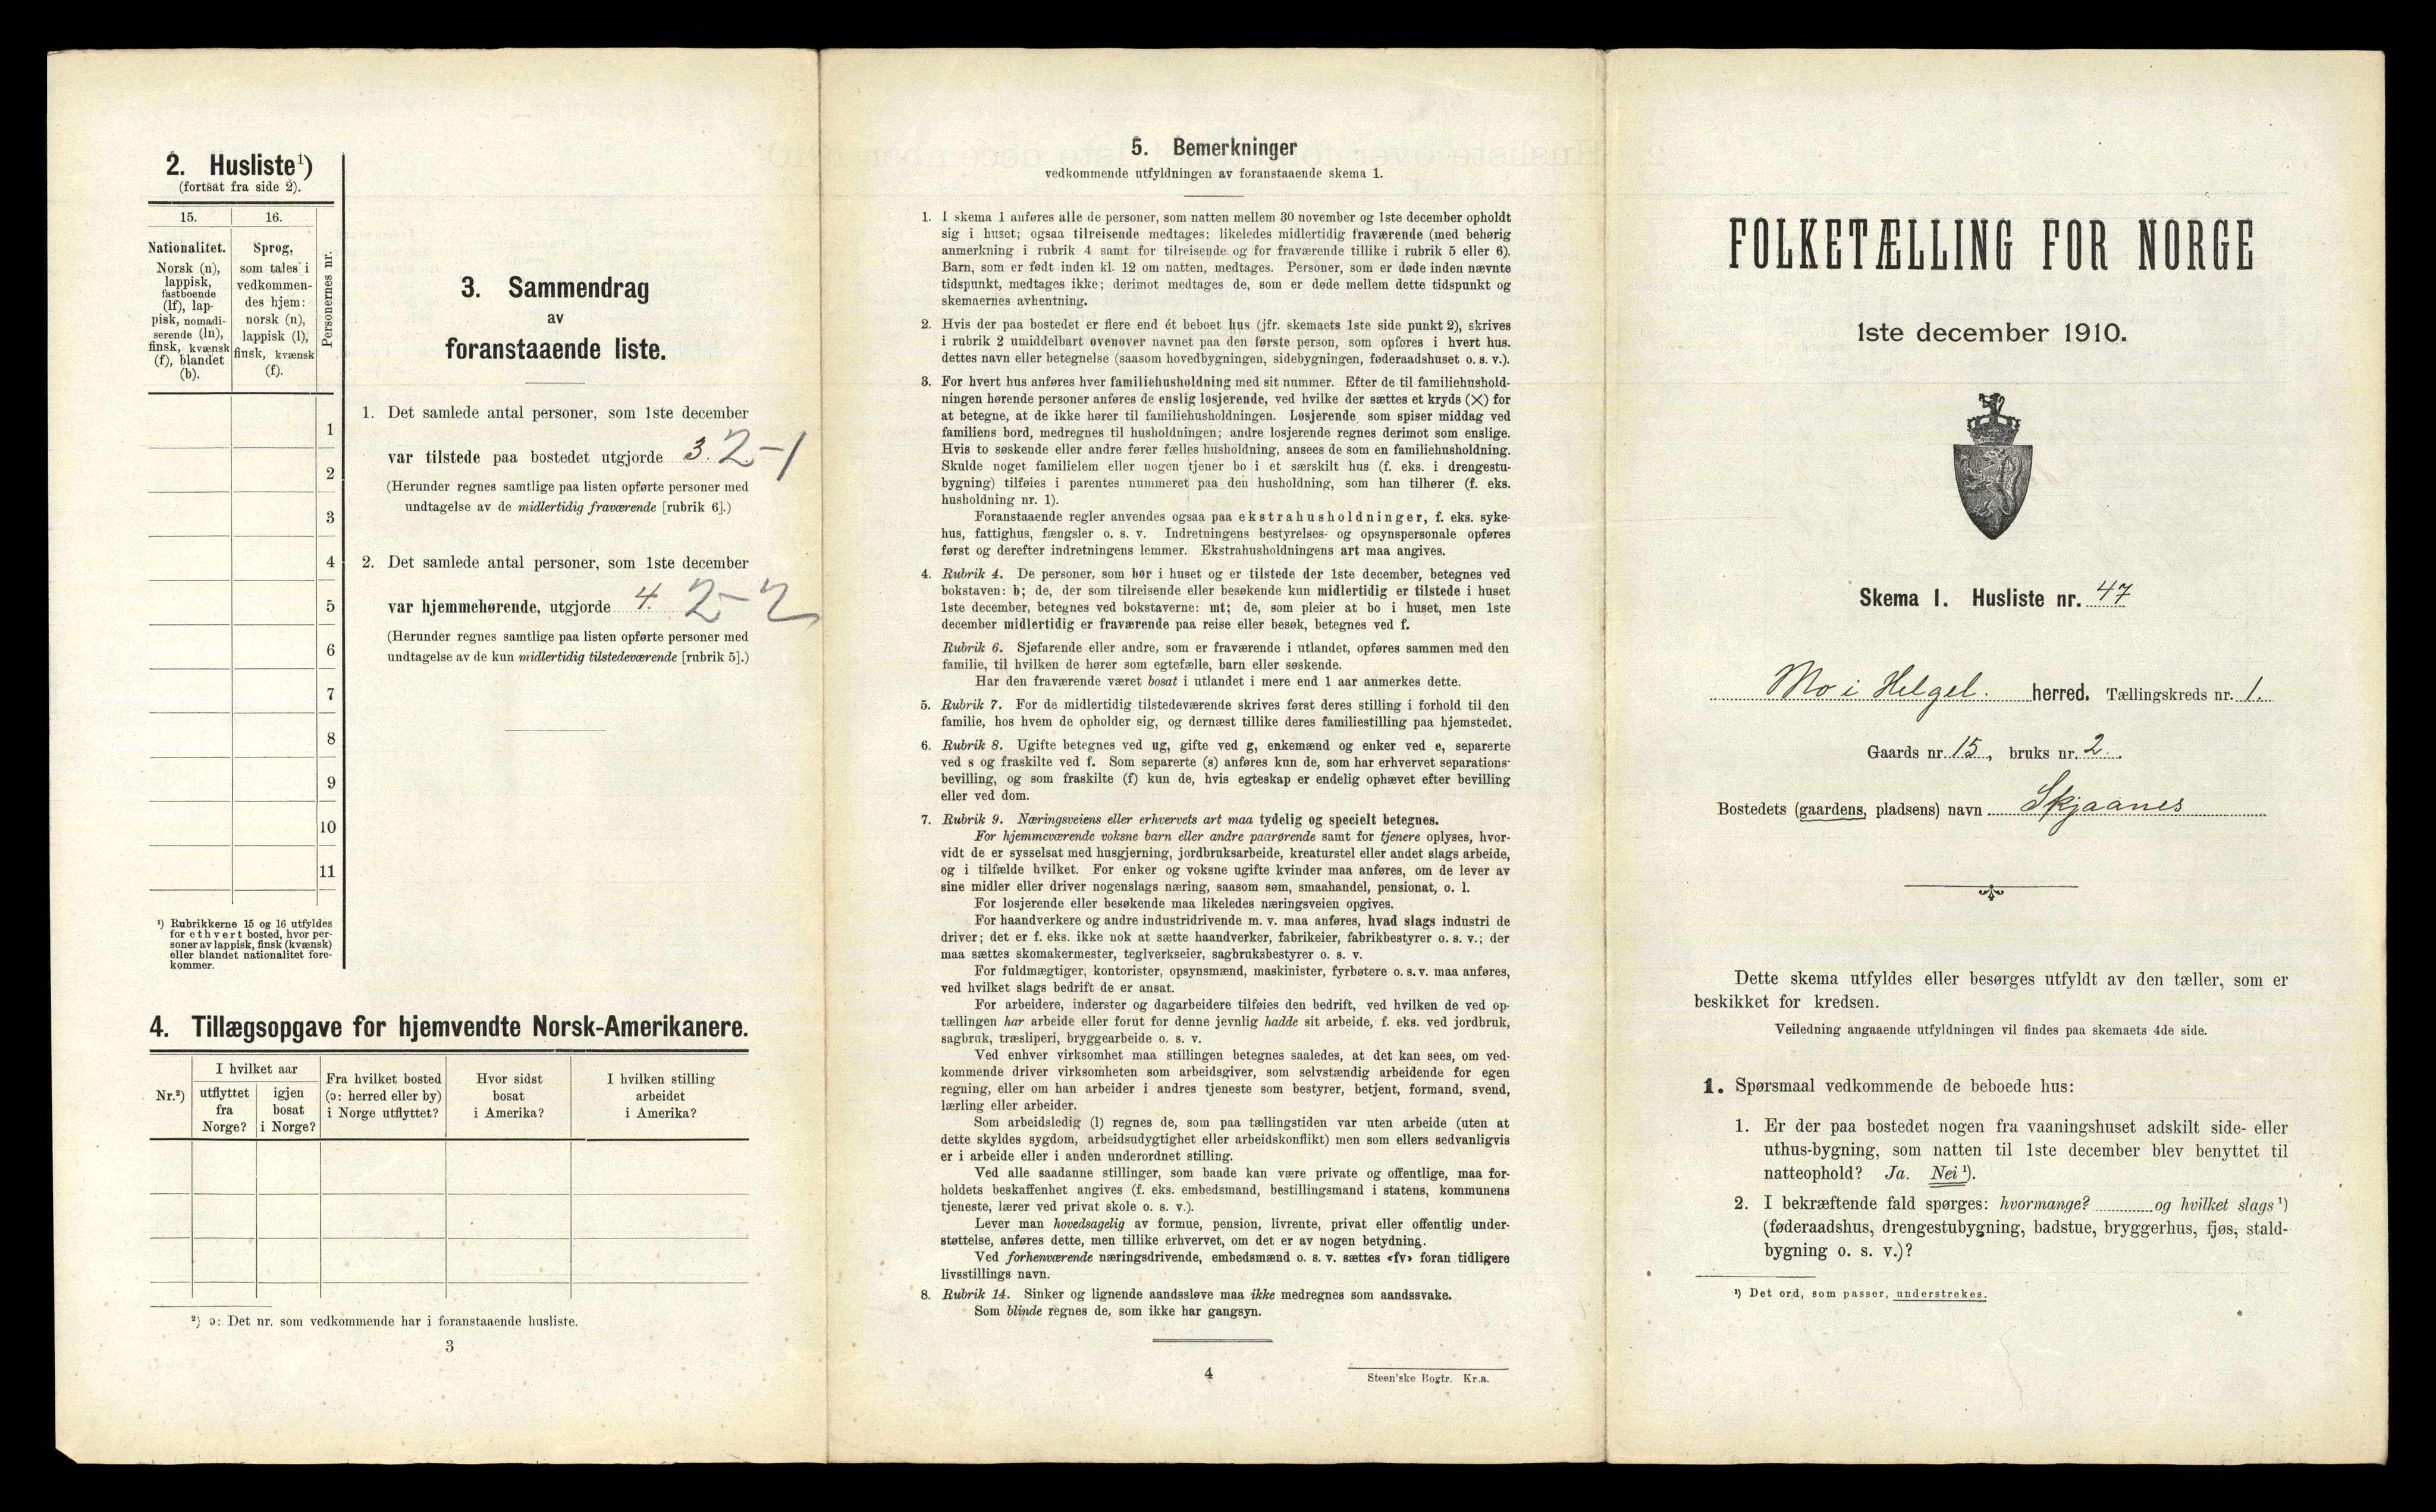 2. Husliste¹)
(fortsat fra side 2).
15.
16.
Nationalitet.
Norsk (n),
lappisk,
fastboende
(lf), lap-
pisk, nomadi-
serende (ln),
finsk, kvænsk
(f), blandet
(b).
Sprog,
som tales i
vedkommen-
des hjem:
norsk (n),
lappisk (l),
finsk, kvænsk
(f).
Personernes nr.
1
2
3
4
5
6
7
8
9
10
11
¹) Rubrikkerne 15 og 16 utfyldes
for ethvert bosted, hvor per-
soner av lappisk, finsk (kvænsk)
eller blandet nationalitet fore-
kommer.
3. Sammendrag
av
foranstaaende liste.
1. Det samlede antal personer, som 1ste december
var tilstede paa bostedet utgjorde 3. 2-1
(Herunder regnes samtlige paa listen opførte personer med
undtagelse av de midlertidig fraværende [rubrik 6].)
2. Det samlede antal personer, som 1ste december
var hjemmehørende, utgjorde 4. 2-2
(Herunder regnes samtlige paa listen opførte personer med
undtagelse av de kun midlertidig tilstedeværende [rubrik 5].)
4. Tillægsopgave for hjemvendte Norsk-Amerikanere.
Nr.²)
I hvilket aar
utflyttet
fra
Norge?
igjen
bosat
i Norge?
Fra hvilket bosted
(ɔ: herred eller by)
i Norge utflyttet?
Hvor sidst
bosat
i Amerika?
I hvilken stilling
arbeidet
i Amerika?
²) ɔ: Det nr. som vedkommende har i foranstaaende husliste.
3
5. Bemerkninger
vedkommende utfyldningen av foranstaaende skema 1.
1. I skema 1 anføres alle de personer, som natten mellem 30 november og 1ste december opholdt
sig i huset; ogsaa tilreisende medtages; likeledes midlertidig fraværende (med behørig
anmerkning i rubrik 4 samt for tilreisende og for fraværende tillike i rubrik 5 eller 6).
Barn, som er født inden kl. 12 om natten, medtages. Personer, som er døde inden nævnte
tidspunkt, medtages ikke; derimot medtages de, som er døde mellem dette tidspunkt og
skemaernes avhentning.
2. Hvis der paa bostedet er flere end ét beboet hus (jfr. skemaets 1ste side punkt 2), skrives
i rubrik 2 umiddelbart ovenover navnet paa den første person, som opføres i hvert hus.
dettes navn eller betegnelse (saasom hovedbygningen, sidebygningen, føderaadshuset o. s. v.).
3. For hvert hus anføres hver familiehusholdning med sit nummer. Efter de til familiehushold-
ningen hørende personer anføres de enslig losjerende, ved hvilke der sættes et kryds (×) for
at betegne, at de ikke hører til familiehusholdningen. Losjerende som spiser middag ved
familiens bord, medregnes til husholdningen; andre losjerende regnes derimot som enslige.
Hvis to søskende eller andre fører fælles husholdning, ansees de som en familiehusholdning.
Skulde noget familielem eller nogen tjener bo i et særskilt hus (f. eks. i drengestu-
bygning) tilføies i parentes nummeret paa den husholdning, som han tilhører (f. eks.
husholdning nr. 1).
Foranstaaende regler anvendes ogsaa paa ekstrahusholdninger, f. eks. syke-
hus, fattighus, fængsler o. s. v. Indretningens bestyrelses- og opsynspersonale opføres
først og derefter indretningens lemmer. Ekstrahusholdningens art maa angives.
4. Rubrik 4. De personer, som bor i huset og er tilstede der 1ste december, betegnes ved
bokstaven: b; de, der som tilreisende eller besøkende kun midlertidig er tilstede i huset
1ste december, betegnes ved bokstaverne: mt; de, som pleier at bo i huset, men 1ste
december midlertidig er fraværende paa reise eller besøk, betegnes ved f.
Rubrik 6. Sjøfarende eller andre, som er fraværende i utlandet, opføres sammen med den
familie, til hvilken de hører som egtefælle, barn eller søskende.
Har den fraværende været bosat i utlandet i mere end 1 aar anmerkes dette.
5. Rubrik 7. For de midlertidig tilstedeværende skrives først deres stilling i forhold til den
familie, hos hvem de opholder sig, og dernæst tillike deres familiestilling paa hjemstedet.
6. Rubrik 8. Ugifte betegnes ved ug, gifte ved g, enkemænd og enker ved e, separerte
ved s og fraskilte ved f. Som separerte (s) anføres kun de, som har erhvervet separations-
bevilling, og som fraskilte (f) kun de, hvis egteskap er endelig ophævet efter bevilling
eller ved dom.
7. Rubrik 9. Næringsveiens eller erhvervets art maa tydelig og specielt betegnes.
For hjemmeværende voksne barn eller andre paarørende samt for tjenere oplyses, hvor-
vidt de er sysselsat med husgjerning, jordbruksarbeide, kreaturstel eller andet slags arbeide,
og i tilfælde hvilket. For enker og voksne ugifte kvinder maa anføres, om de lever av
sine midler eller driver nogenslags næring, saasom søm, smaahandel, pensionat, o. l.
For losjerende eller besøkende maa likeledes næringsveien opgives.
For haandverkere og andre industridrivende m. v. maa anføres, hvad slags industri de
driver; det er f. eks. ikke nok at sætte haandverker, fabrikeier, fabrikbestyrer o. s. v.; der
maa sættes skomakermester, teglverkseier, sagbruksbestyrer o. s. v.
For fuldmægtiger, kontorister, opsynsmænd, maskinister, fyrbøtere o. s. v. maa anføres,
ved hvilket slags bedrift de er ansat.
For arbeidere, inderster og dagarbeidere tilføies den bedrift, ved hvilken de ved op-
tællingen har arbeide eller forut for denne jevnlig hadde sit arbeide, f. eks. ved jordbruk,
sagbruk, træsliperi, bryggearbeide o. s. v.
Ved enhver virksomhet maa stillingen betegnes saaledes, at det kan sees, om ved-
kommende driver virksomheten som arbeidsgiver, som selvstændig arbeidende for egen
regning, eller om han arbeider i andres tjeneste som bestyrer, betjent, formand, svend,
lærling eller arbeider.
Som arbeidsledig (l) regnes de, som paa tællingstiden var uten arbeide (uten at
dette skyldes sygdom, arbeidsudygtighet eller arbeidskonflikt) men som ellers sedvanligvis
er i arbeide eller i anden underordnet stilling.
Ved alle saadanne stillinger, som baade kan være private og offentlige, maa for-
holdets beskaffenhet angives (f. eks. embedsmand, bestillingsmand i statens, kommunens
tjeneste, lærer ved privat skole o. s. v.).
Lever man hovedsagelig av formue, pension, livrente, privat eller offentlig under-
støttelse, anføres dette, men tillike erhvervet, om det er av nogen betydning.
Ved forhenværende næringsdrivende, embedsmænd o. s. v. sættes «fv» foran tidligere
livsstillings navn.
8. Rubrik 14. Sinker og lignende aandssløve maa ikke medregnes som aandssvake.
Som blinde regnes de, som ikke har gangsyn.
4
Steen'ske Bogtr. Kr.a.
FOLKETÆLLING FOR NORGE
1ste december 1910.
Skema 1. Husliste nr. 47
Mo i Helgel. herred. Tællingskreds nr. 1.
Gaards nr. 15, bruks nr. 2.
Bostedets (gaardens, pladsens) navn Skjaanes
Dette skema utfyldes eller besørges utfyldt av den tæller, som er
beskikket for kredsen.
Veiledning angaaende utfyldningen vil findes paa skemaets 4de side.
1. Spørsmaal vedkommende de beboede hus:
1. Er der paa bostedet nogen fra vaaningshuset adskilt side- eller
uthus-bygning, som natten til 1ste december blev benyttet til
natteophold? Ja. Nei ¹).
2. I bekræftende fald spørges: hvormange? og hvilket slags ¹)
(føderaadshus, drengestubygning, badstue, bryggerhus, fjøs, stald-
bygning o. s. v.)?
¹) Det ord, som passer, understrekes.